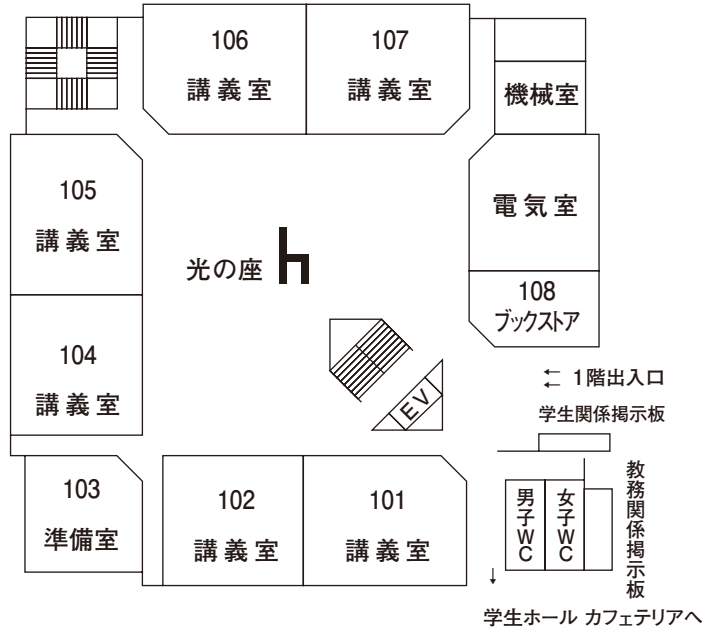 106
講義室
107
講義室
機械室
105
講義室
電気室
光の座
108
ブックストア
104
講義室
EV
← 1階出入口
←
学生関係掲示板
103
準備室
102
講義室
101
講義室
男子WC
女子WC
教務関係掲示板
↓
学生ホール カフェテリアへ